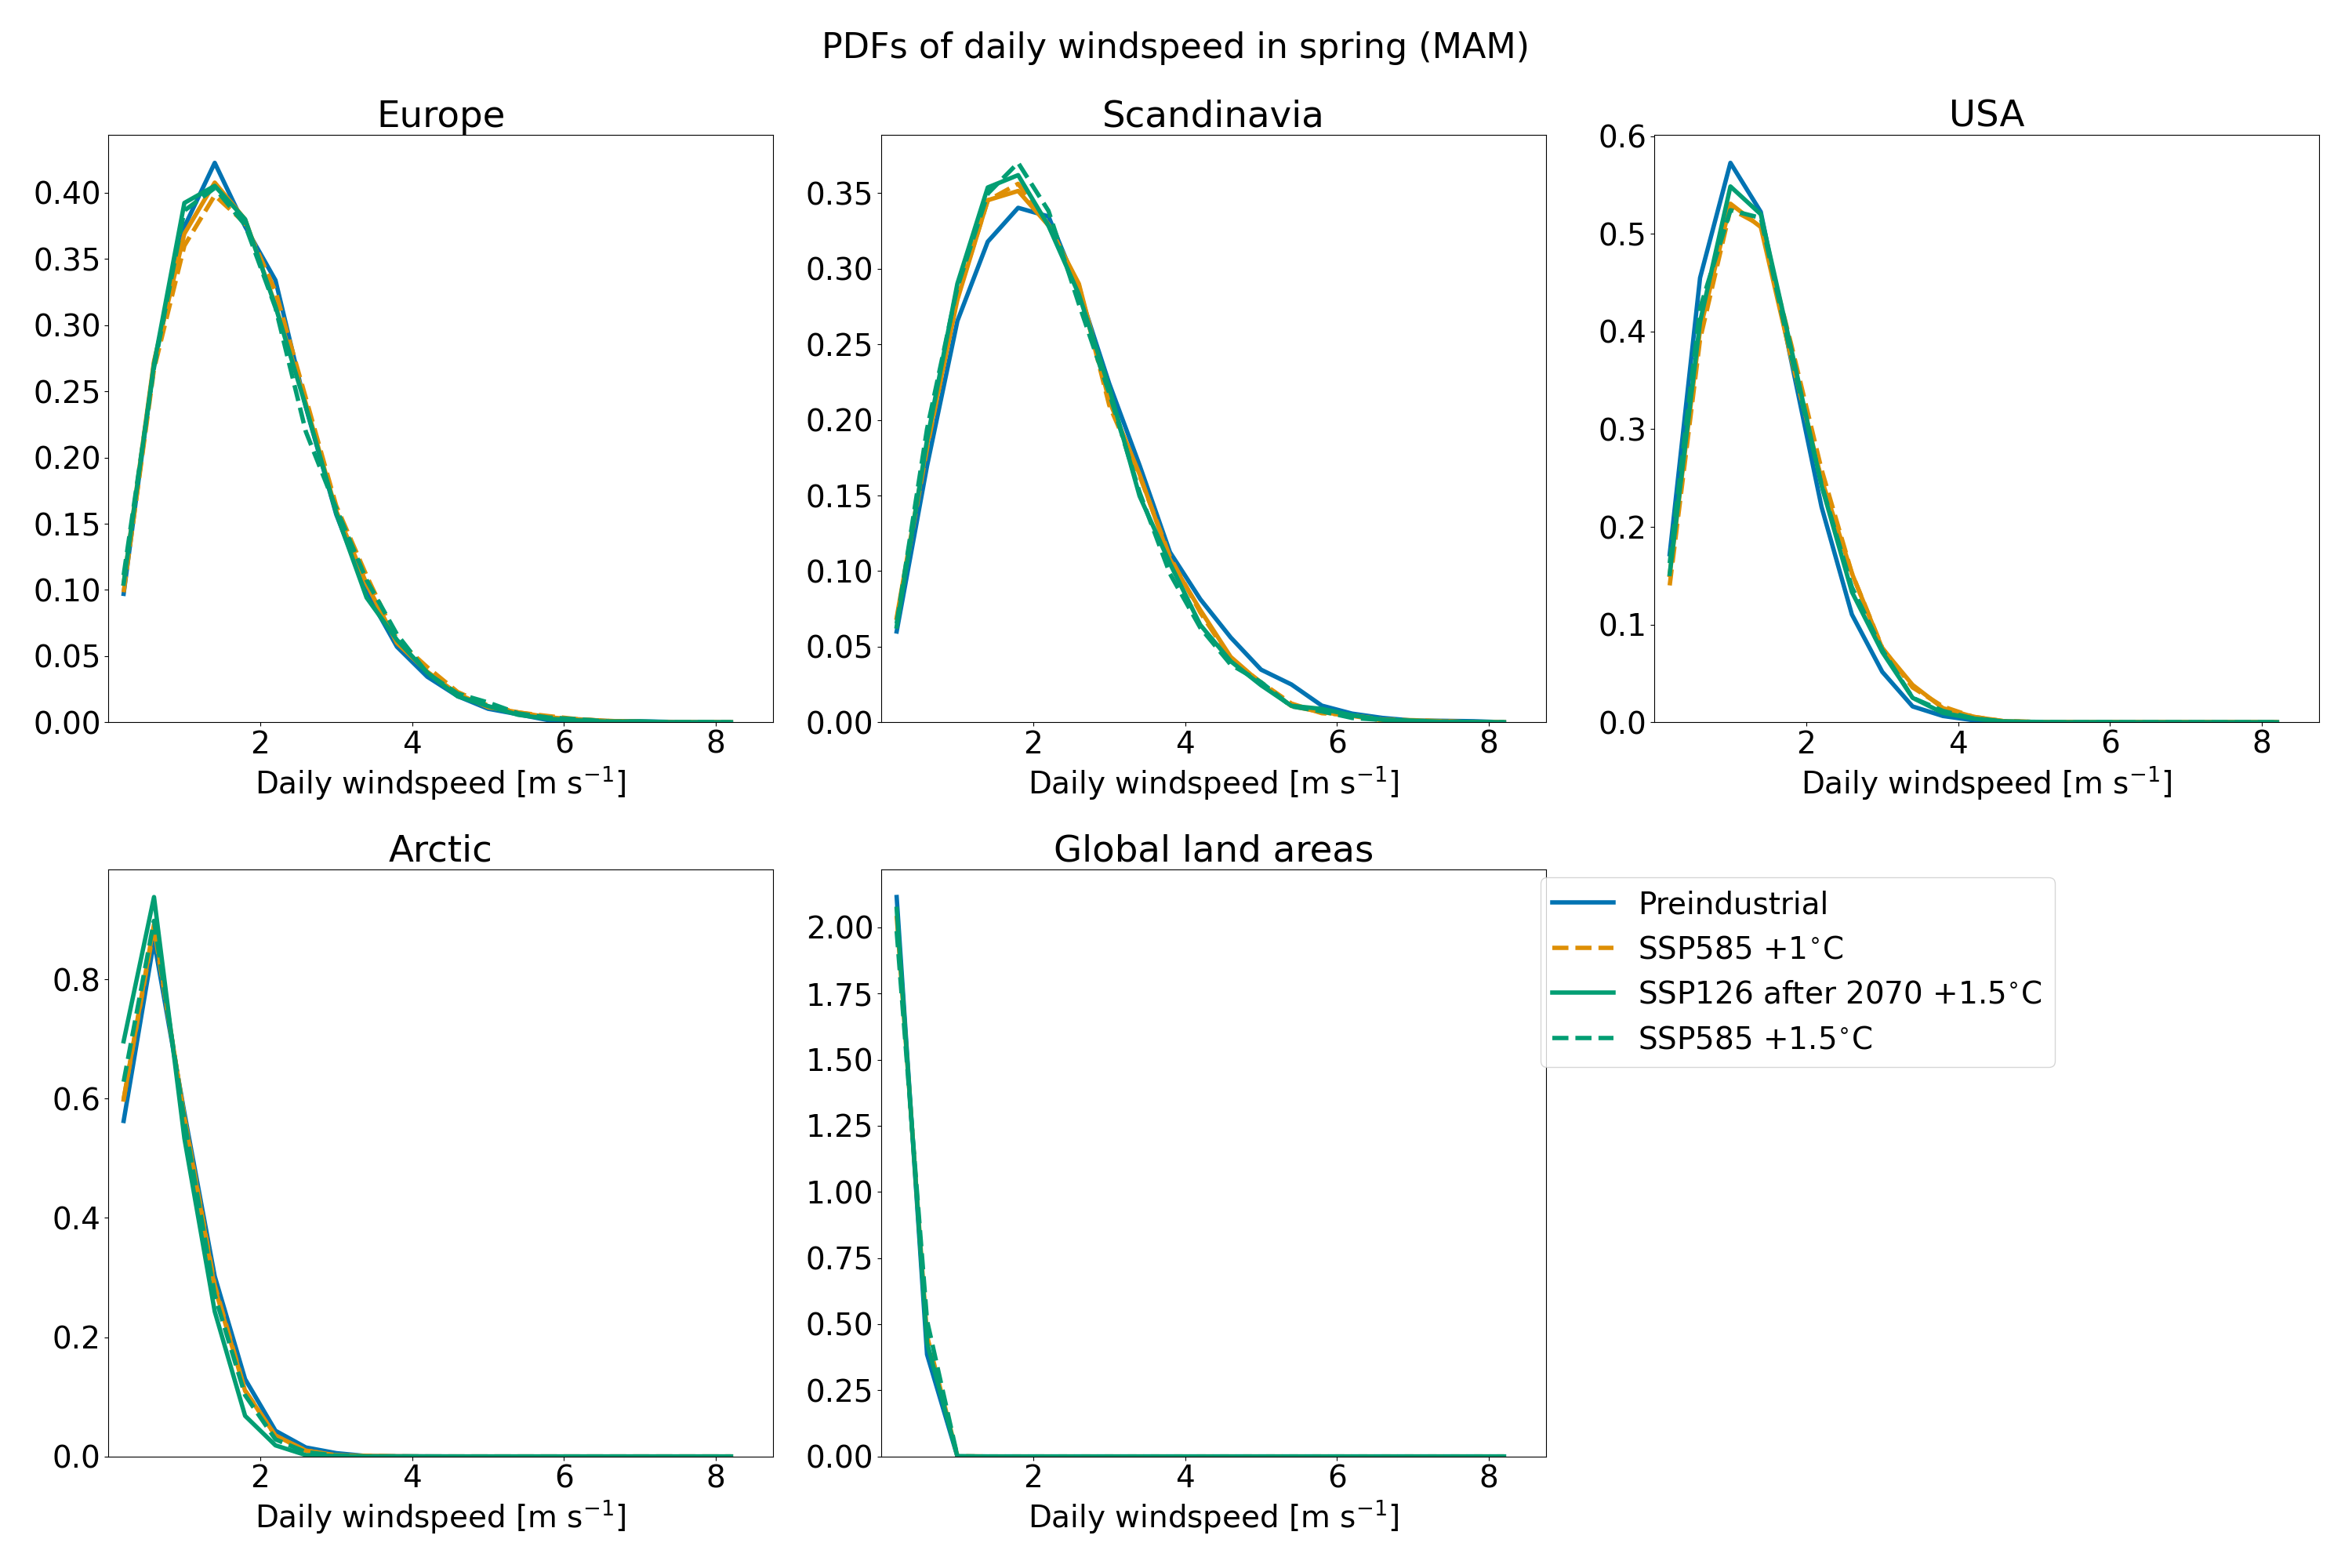 PDFs of daily windspeed in spring (MAM)
Europe
0.40
0.35
0.30
0.25
0.20
0.15
0.10
0.05
0.00
2 4 6 8
Daily windspeed [m s⁻¹]
Scandinavia
0.35
0.30
0.25
0.20
0.15
0.10
0.05
0.00
2 4 6 8
Daily windspeed [m s⁻¹]
USA
0.6
0.5
0.4
0.3
0.2
0.1
0.0
2 4 6 8
Daily windspeed [m s⁻¹]
Arctic
0.8
0.6
0.4
0.2
0.0
2 4 6 8
Daily windspeed [m s⁻¹]
Global land areas
2.00
1.75
1.50
1.25
1.00
0.75
0.50
0.25
0.00
2 4 6 8
Daily windspeed [m s⁻¹]
Preindustrial
SSP585 +1°C
SSP126 after 2070 +1.5°C
SSP585 +1.5°C